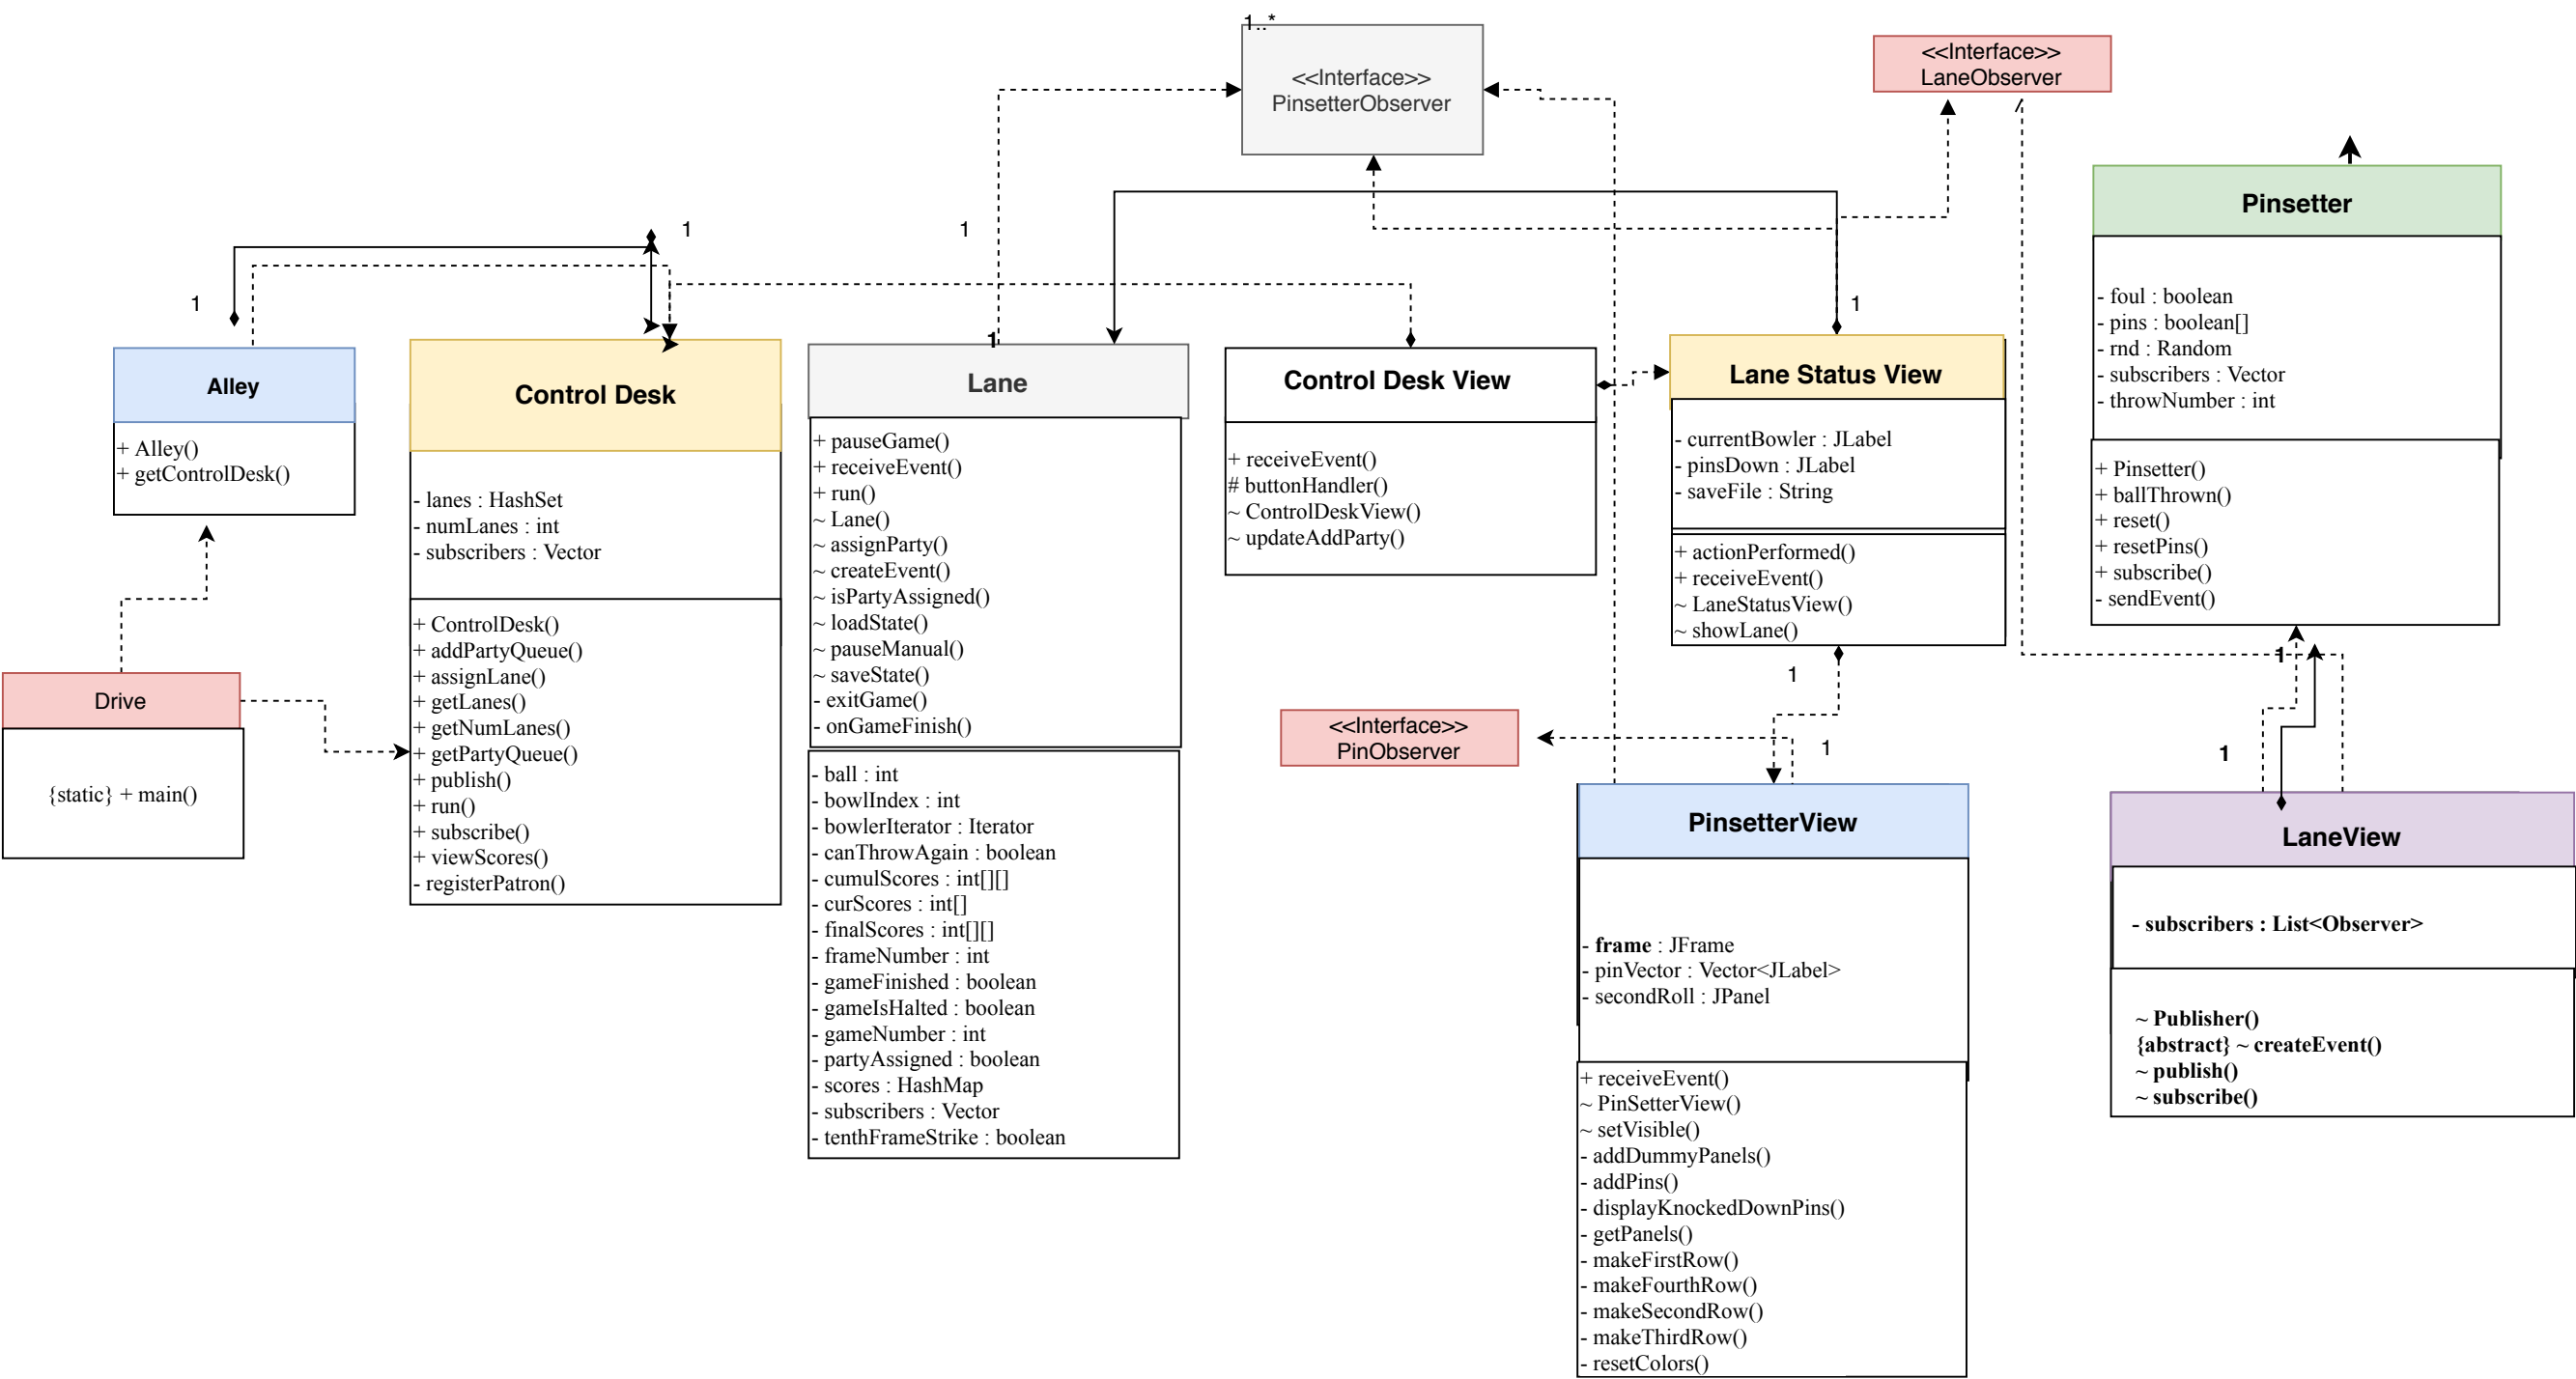 1..*
<<Interface>>
PinsetterObserver
<<Interface>>
LaneObserver
1
1
1
1
1
Alley
+ Alley()
+ getControlDesk()
Drive
{static} + main()
Control Desk
- lanes : HashSet
- numLanes : int
- subscribers : Vector
+ ControlDesk()
+ addPartyQueue()
+ assignLane()
+ getLanes()
+ getNumLanes()
+ getPartyQueue()
+ publish()
+ run()
+ subscribe()
+ viewScores()
- registerPatron()
Lane
+ pauseGame()
+ receiveEvent()
+ run()
~ Lane()
~ assignParty()
~ createEvent()
~ isPartyAssigned()
~ loadState()
~ pauseManual()
~ saveState()
- exitGame()
- onGameFinish()
- ball : int
- bowlIndex : int
- bowlerIterator : Iterator
- canThrowAgain : boolean
- cumulScores : int[][]
- curScores : int[]
- finalScores : int[][]
- frameNumber : int
- gameFinished : boolean
- gameIsHalted : boolean
- gameNumber : int
- partyAssigned : boolean
- scores : HashMap
- subscribers : Vector
- tenthFrameStrike : boolean
Control Desk View
+ receiveEvent()
# buttonHandler()
~ ControlDeskView()
~ updateAddParty()
Lane Status View
- currentBowler : JLabel
- pinsDown : JLabel
- saveFile : String
+ actionPerformed()
+ receiveEvent()
~ LaneStatusView()
~ showLane()
1
1
<<Interface>>
PinObserver
PinsetterView
- frame : JFrame
- pinVector : Vector<JLabel>
- secondRoll : JPanel
+ receiveEvent()
~ PinSetterView()
~ setVisible()
- addDummyPanels()
- addPins()
- displayKnockedDownPins()
- getPanels()
- makeFirstRow()
- makeFourthRow()
- makeSecondRow()
- makeThirdRow()
- resetColors()
Pinsetter
- foul : boolean
- pins : boolean[]
- rnd : Random
- subscribers : Vector
- throwNumber : int
+ Pinsetter()
+ ballThrown()
+ reset()
+ resetPins()
+ subscribe()
- sendEvent()
1
1
LaneView
- subscribers : List<Observer>
~ Publisher()
{abstract} ~ createEvent()
~ publish()
~ subscribe()